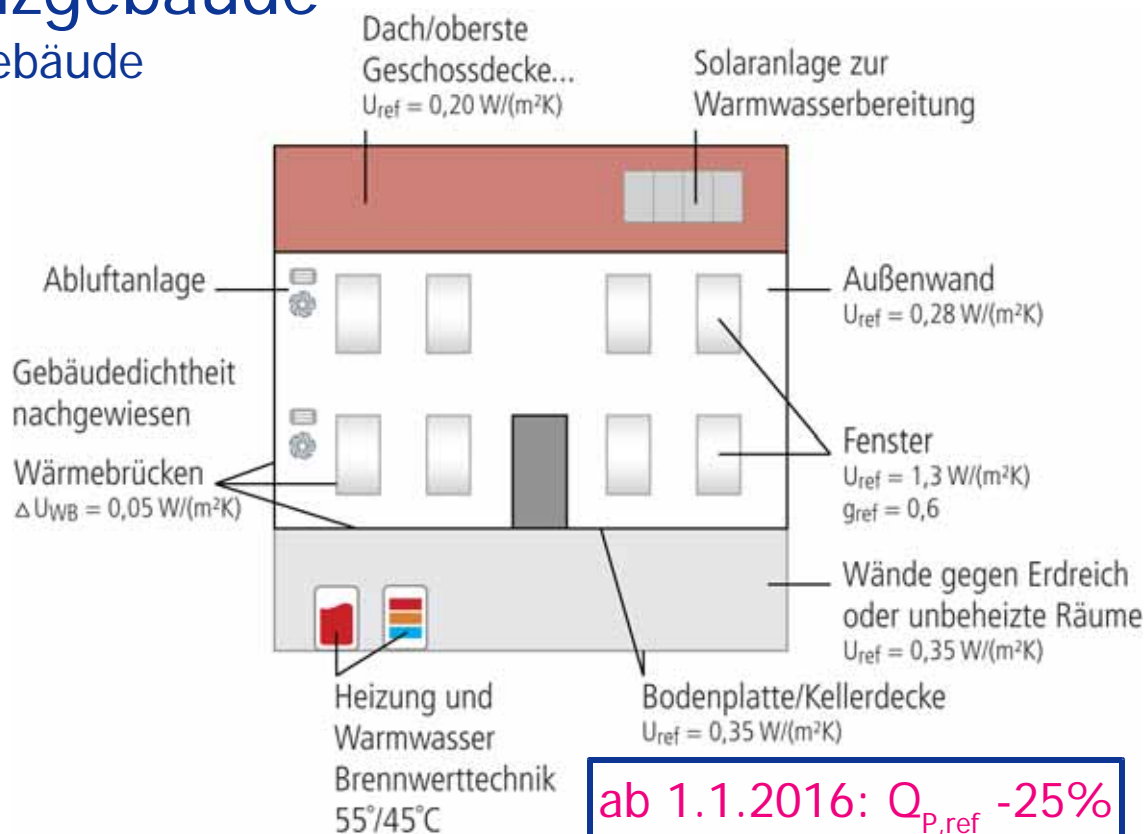 Dach/oberste
Geschossdecke...
Uref = 0,20 W/(m²K)
Solaranlage zur
Warmwasserbereitung
Abluftanlage
Außenwand
Uref = 0,28 W/(m²K)
Gebäudedichtheit
nachgewiesen
Wärmebrücken
△ UWB = 0,05 W/(m²K)
Fenster
Uref = 1,3 W/(m²K)
gref = 0,6
Wände gegen Erdreich
oder unbeheizte Räume
Uref = 0,35 W/(m²K)
Heizung und
Warmwasser
Brennwerttechnik
55°/45°C
Bodenplatte/Kellerdecke
Uref = 0,35 W/(m²K)
ab 1.1.2016: QP,ref -25%